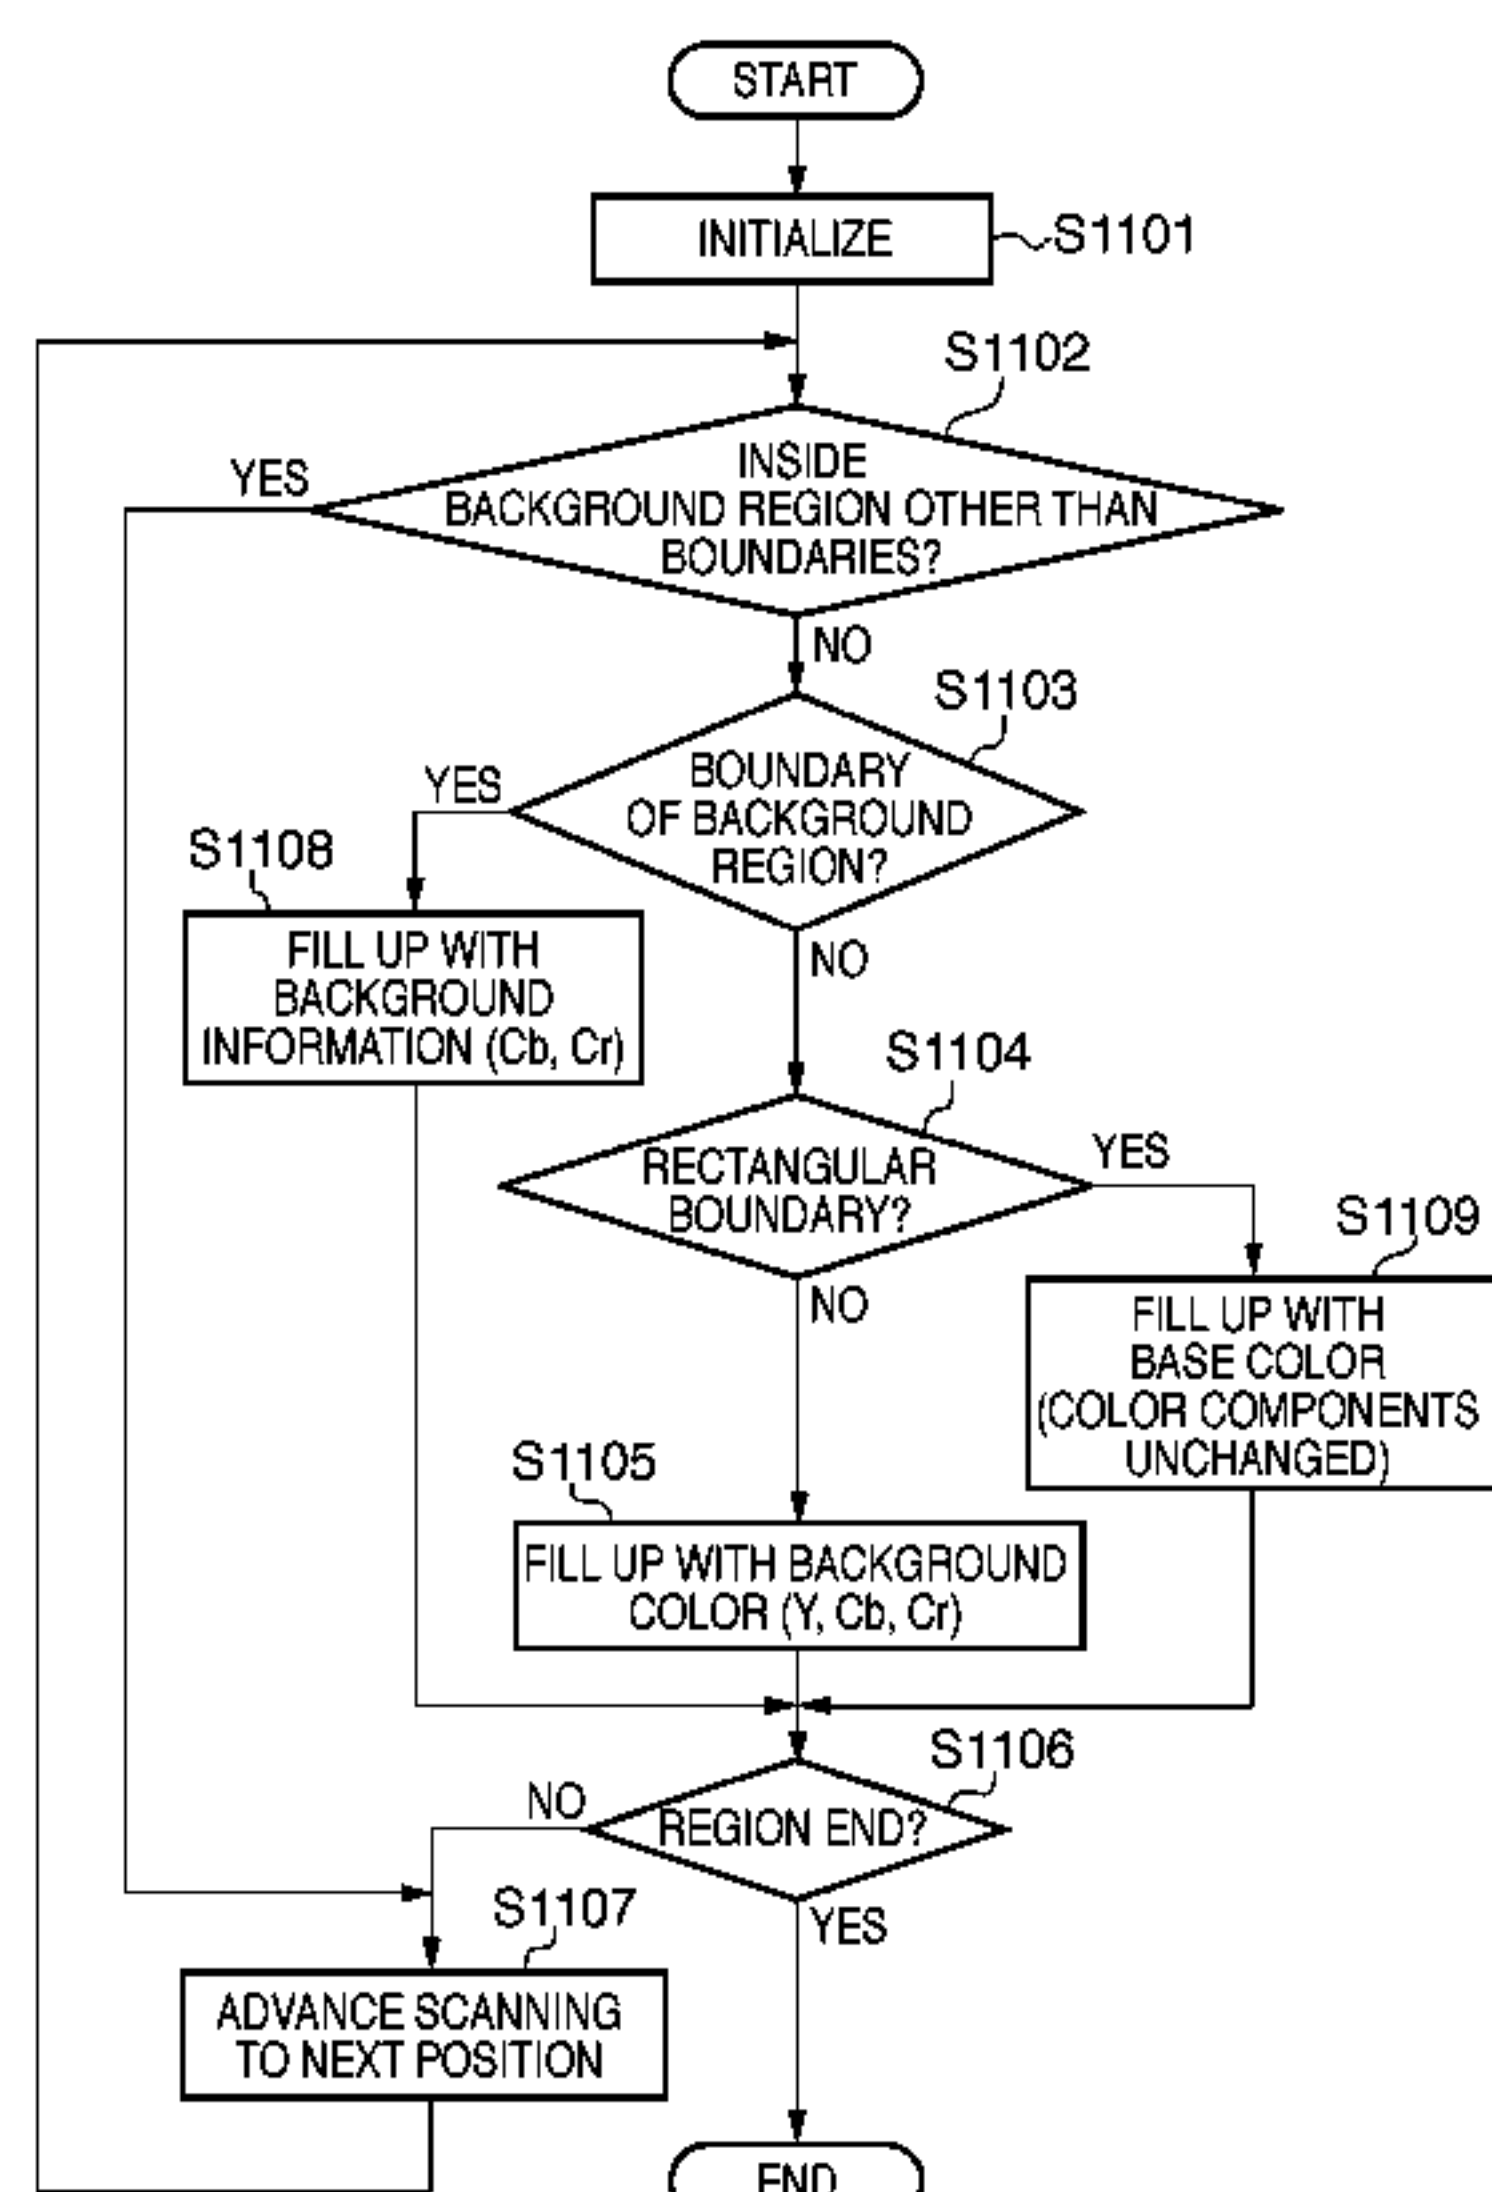 START
INITIALIZE
S1101
S1102
INSIDE
BACKGROUND REGION OTHER THAN
BOUNDARIES?
YES
NO
S1103
BOUNDARY
OF BACKGROUND
REGION?
YES
NO
S1108
FILL UP WITH
BACKGROUND
INFORMATION (Cb, Cr)
S1104
RECTANGULAR
BOUNDARY?
YES
NO
S1109
FILL UP WITH
BASE COLOR
(COLOR COMPONENTS
UNCHANGED)
S1105
FILL UP WITH BACKGROUND
COLOR (Y, Cb, Cr)
S1106
REGION END?
NO
YES
S1107
ADVANCE SCANNING
TO NEXT POSITION
END